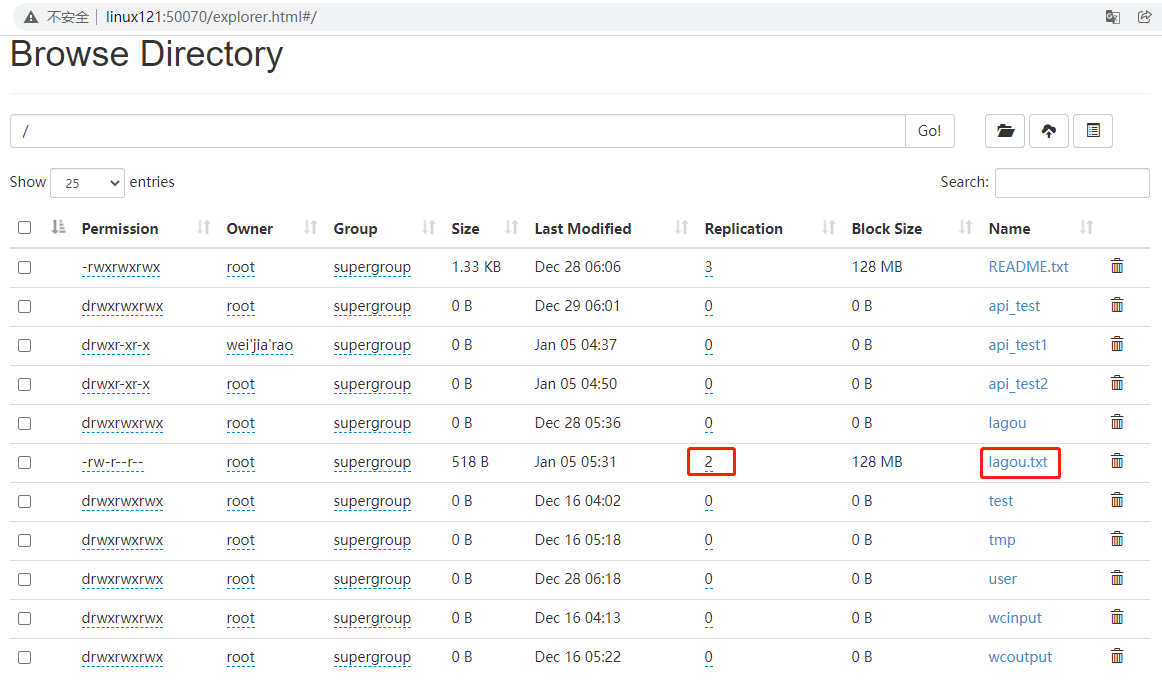 不安全 | linux121:50070/explorer.html#/
Browse Directory
/ Go!
Show 25 entries Search:
Permission Owner Group Size Last Modified Replication Block Size Name
-rwxrwxrwx root supergroup 1.33 KB Dec 28 06:06 3 128 MB README.txt
drwxrwxrwx root supergroup 0 B Dec 29 06:01 0 0 B api_test
drwxr-xr-x wei'jia'rao supergroup 0 B Jan 05 04:37 0 0 B api_test1
drwxr-xr-x root supergroup 0 B Jan 05 04:50 0 0 B api_test2
drwxrwxrwx root supergroup 0 B Dec 28 05:36 0 0 B lagou
-rw-r--r-- root supergroup 518 B Jan 05 05:31 2 128 MB lagou.txt
drwxrwxrwx root supergroup 0 B Dec 16 04:02 0 0 B test
drwxrwxrwx root supergroup 0 B Dec 16 05:18 0 0 B tmp
drwxrwxrwx root supergroup 0 B Dec 28 06:18 0 0 B user
drwxrwxrwx root supergroup 0 B Dec 16 04:13 0 0 B wcinput
drwxrwxrwx root supergroup 0 B Dec 16 05:22 0 0 B wcoutput